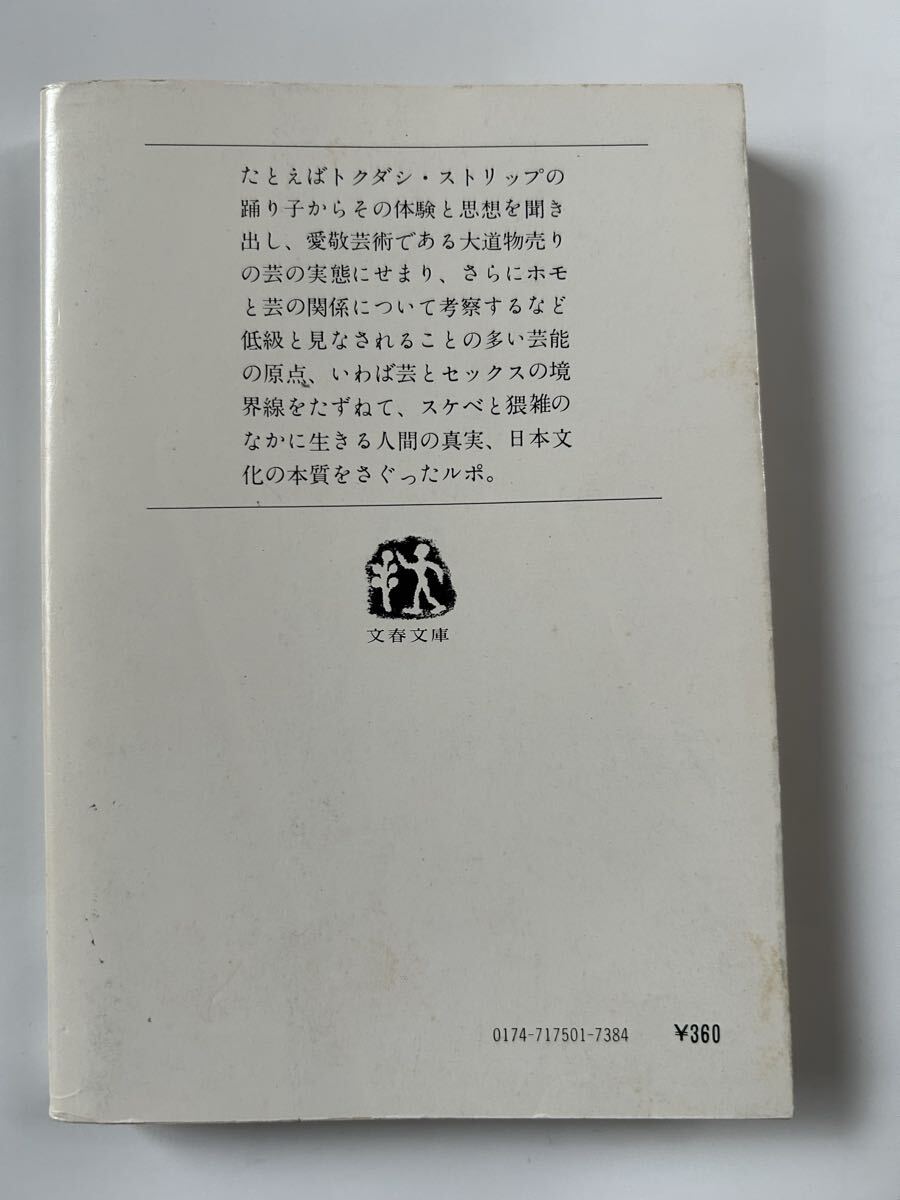 たとえばトクダシ・ストリップの
踊り子からその体験と思想を聞き
出し、愛敬芸術である大道物売り
の芸の実態にせまり、さらにホモ
と芸の関係について考察するなど
低級と見なされることの多い芸能
の原点、いわば芸とセックスの境
界線をたずねて、スケベと猥雑の
なかに生きる人間の真実、日本文
化の本質をさぐったルポ。
文春文庫
0174-717501-7384 ¥360